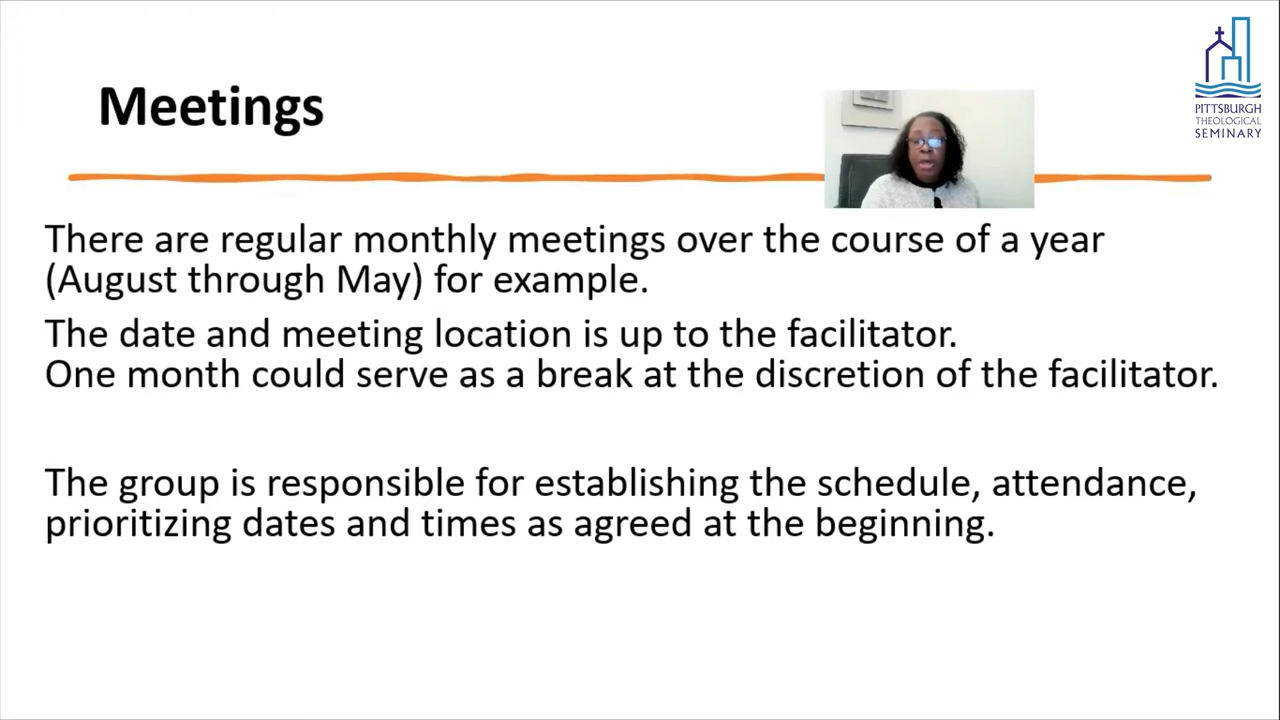 Meetings
PITTSBURGH
THEOLOGICAL
SEMINARY
There are regular monthly meetings over the course of a year
(August through May) for example.
The date and meeting location is up to the facilitator.
One month could serve as a break at the discretion of the facilitator.
The group is responsible for establishing the schedule, attendance,
prioritizing dates and times as agreed at the beginning.